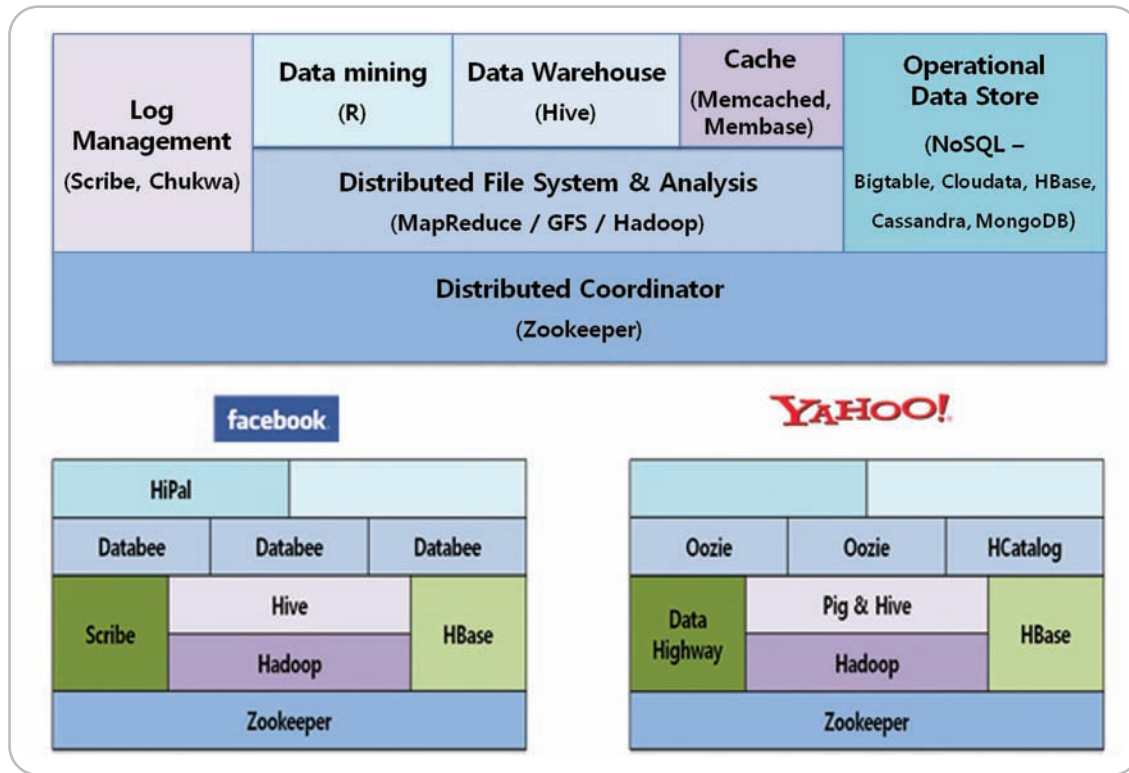 Log
Management
(Scribe, Chukwa)
Data mining
(R)
Data Warehouse
(Hive)
Cache
(Memcached,
Membase)
Operational
Data Store
(NoSQL –
Bigtable, Cloudata, HBase,
Cassandra, MongoDB)
Distributed File System & Analysis
(MapReduce / GFS / Hadoop)
Distributed Coordinator
(Zookeeper)
facebook
HiPal
Databee
Databee
Databee
Scribe
Hive
Hadoop
HBase
Zookeeper
YAHOO!
Oozie
Oozie
HCatalog
Data
Highway
Pig & Hive
Hadoop
HBase
Zookeeper